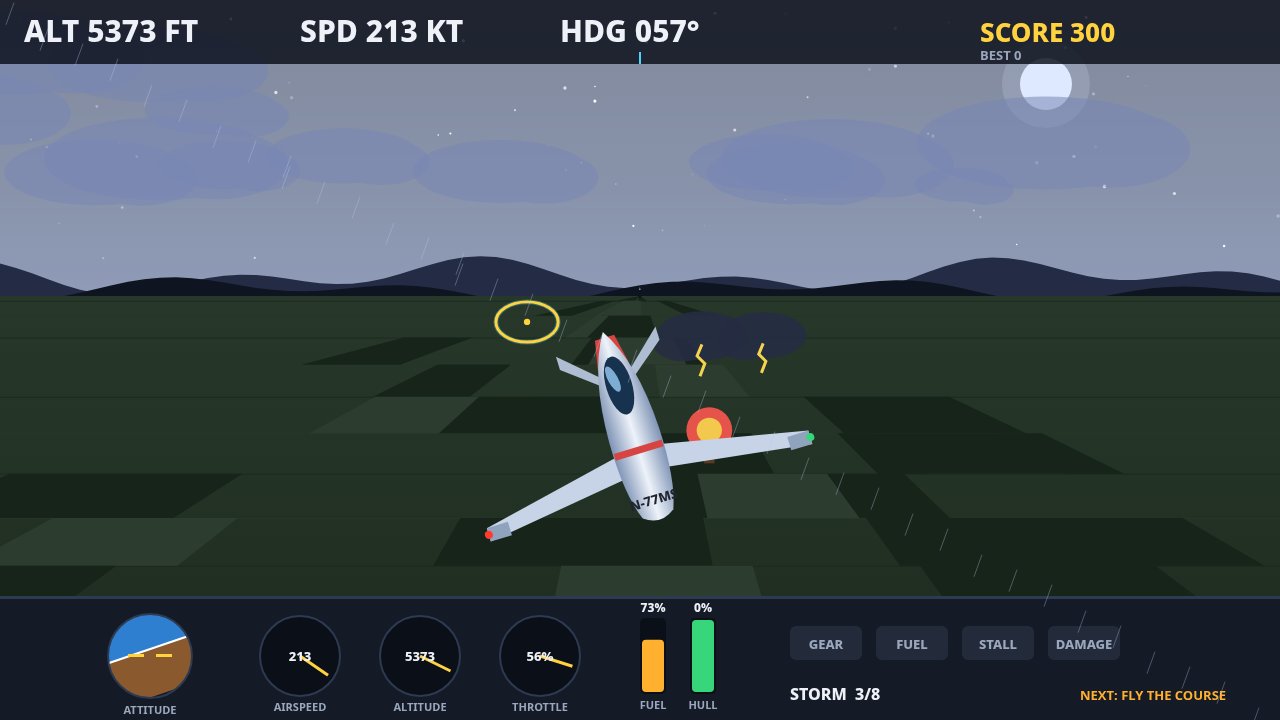 ALT 5373 FT
SPD 213 KT
HDG 057°
SCORE 300
BEST 0
N-77MS
73%
0%
213
5373
56%
GEAR
FUEL
STALL
DAMAGE
STORM 3/8
NEXT: FLY THE COURSE
ATTITUDE
AIRSPEED
ALTITUDE
THROTTLE
FUEL
HULL